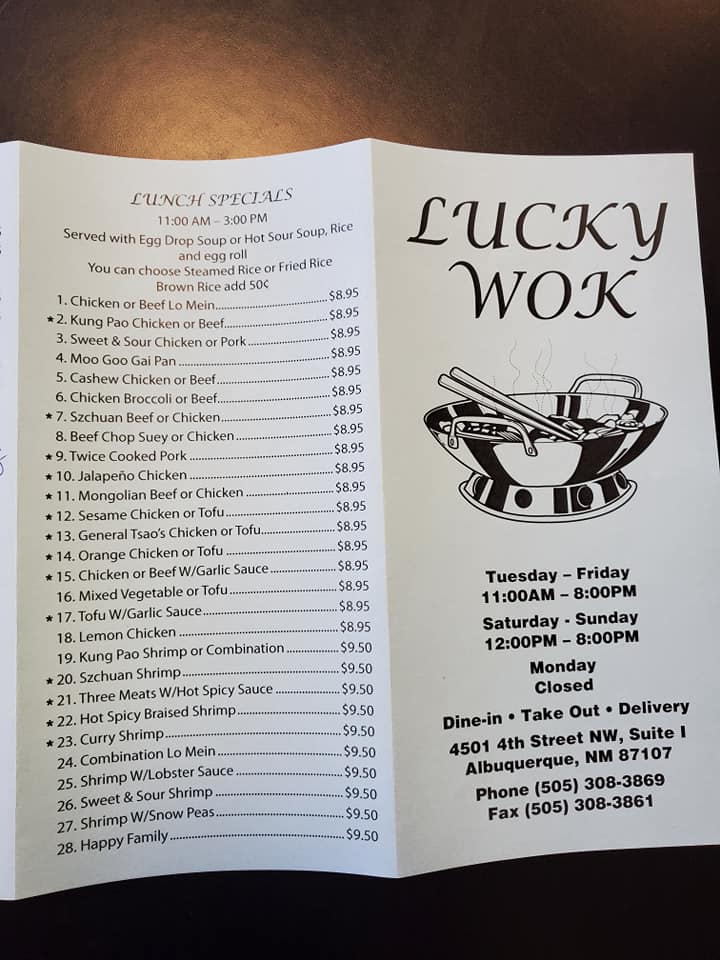 LUNCH SPECIALS
11:00 AM – 3:00 PM
Served with Egg Drop Soup or Hot Sour Soup, Rice
and egg roll
You can choose Steamed Rice or Fried Rice
Brown Rice add 50¢
1. Chicken or Beef Lo Mein....................$8.95
★2. Kung Pao Chicken or Beef....................$8.95
3. Sweet & Sour Chicken or Pork....................$8.95
4. Moo Goo Gai Pan....................$8.95
5. Cashew Chicken or Beef....................$8.95
6. Chicken Broccoli or Beef....................$8.95
★7. Szchuan Beef or Chicken....................$8.95
8. Beef Chop Suey or Chicken....................$8.95
★9. Twice Cooked Pork....................$8.95
★10. Jalapeño Chicken....................$8.95
★11. Mongolian Beef or Chicken....................$8.95
★12. Sesame Chicken or Tofu....................$8.95
★13. General Tsao's Chicken or Tofu....................$8.95
★14. Orange Chicken or Tofu....................$8.95
★15. Chicken or Beef W/Garlic Sauce....................$8.95
16. Mixed Vegetable or Tofu....................$8.95
★17. Tofu W/Garlic Sauce....................$8.95
18. Lemon Chicken....................$8.95
19. Kung Pao Shrimp or Combination....................$9.50
★20. Szchuan Shrimp....................$9.50
★21. Three Meats W/Hot Spicy Sauce....................$9.50
★22. Hot Spicy Braised Shrimp....................$9.50
★23. Curry Shrimp....................$9.50
24. Combination Lo Mein....................$9.50
25. Shrimp W/Lobster Sauce....................$9.50
26. Sweet & Sour Shrimp....................$9.50
27. Shrimp W/Snow Peas....................$9.50
28. Happy Family....................$9.50
LUCKY
WOK
Tuesday – Friday
11:00AM – 8:00PM
Saturday - Sunday
12:00PM – 8:00PM
Monday
Closed
Dine-in • Take Out • Delivery
4501 4th Street NW, Suite I
Albuquerque, NM 87107
Phone (505) 308-3869
Fax (505) 308-3861